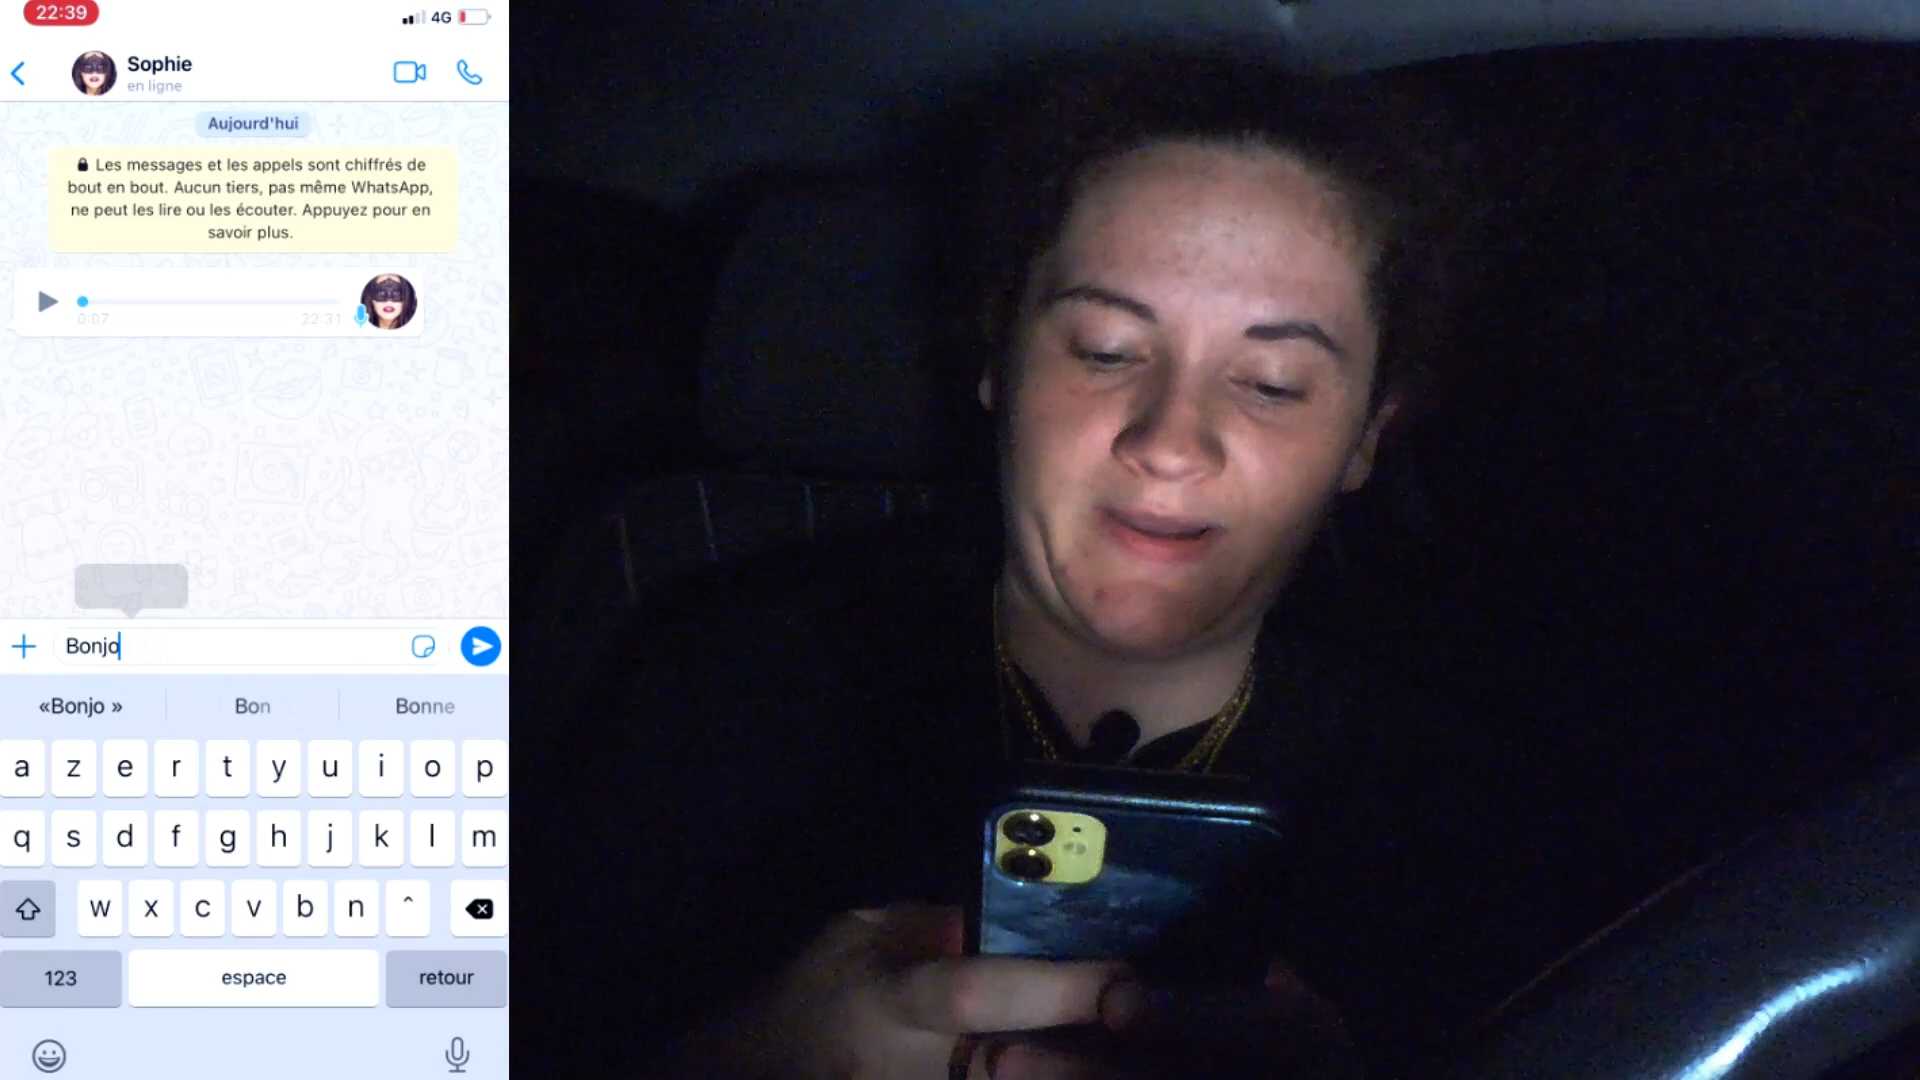 22:39
4G
Sophie
en ligne
Aujourd'hui
Les messages et les appels sont chiffrés de
bout en bout. Aucun tiers, pas même WhatsApp,
ne peut les lire ou les écouter. Appuyez pour en
savoir plus.
0:07 22:31
Bonjo
«Bonjo » Bon Bonne
a z e r t y u i o p
q s d f g h j k l m
w x c v b n ^
123 espace retour